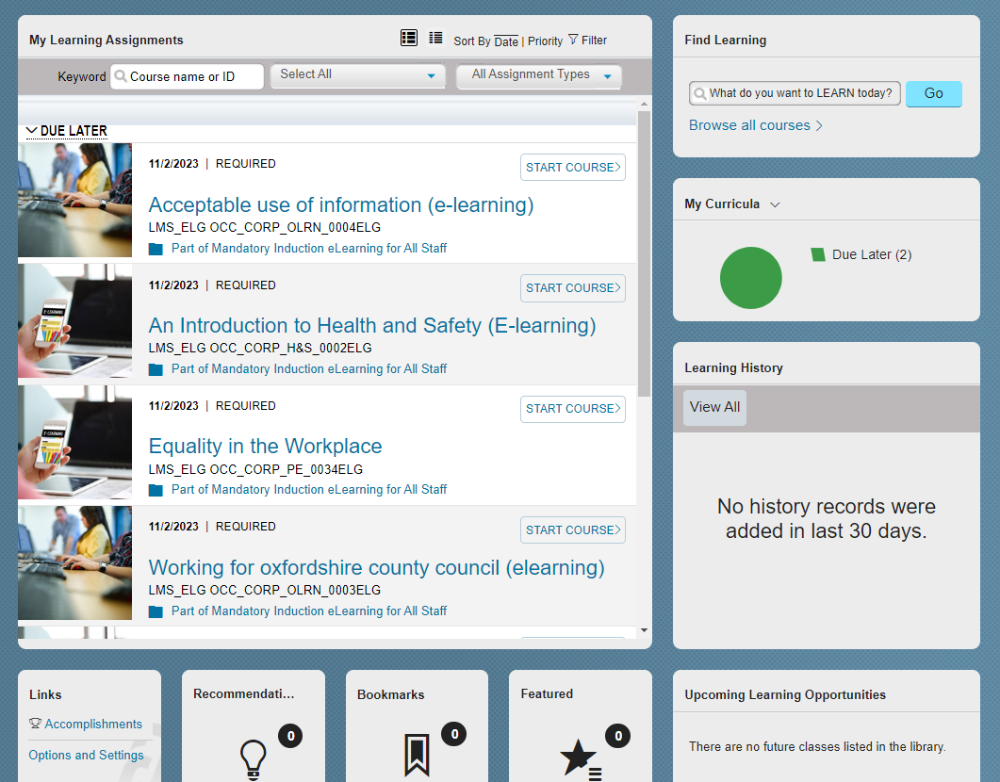 My Learning Assignments
Sort By Date | Priority Filter
Keyword Course name or ID Select All All Assignment Types
DUE LATER
11/2/2023 | REQUIRED
START COURSE
Acceptable use of information (e-learning)
LMS_ELG OCC_CORP_OLRN_0004ELG
Part of Mandatory Induction eLearning for All Staff
11/2/2023 | REQUIRED
START COURSE
An Introduction to Health and Safety (E-learning)
LMS_ELG OCC_CORP_H&S_0002ELG
Part of Mandatory Induction eLearning for All Staff
E-LEARNING
11/2/2023 | REQUIRED
START COURSE
Equality in the Workplace
LMS_ELG OCC_CORP_PE_0034ELG
Part of Mandatory Induction eLearning for All Staff
E-LEARNING
11/2/2023 | REQUIRED
START COURSE
Working for oxfordshire county council (elearning)
LMS_ELG OCC_CORP_OLRN_0003ELG
Part of Mandatory Induction eLearning for All Staff
Find Learning
What do you want to LEARN today? Go
Browse all courses
My Curricula
Due Later (2)
Learning History
View All
No history records were
added in last 30 days.
Links
Accomplishments
Options and Settings
Recommendati...
0
Bookmarks
0
Featured
0
Upcoming Learning Opportunities
There are no future classes listed in the library.